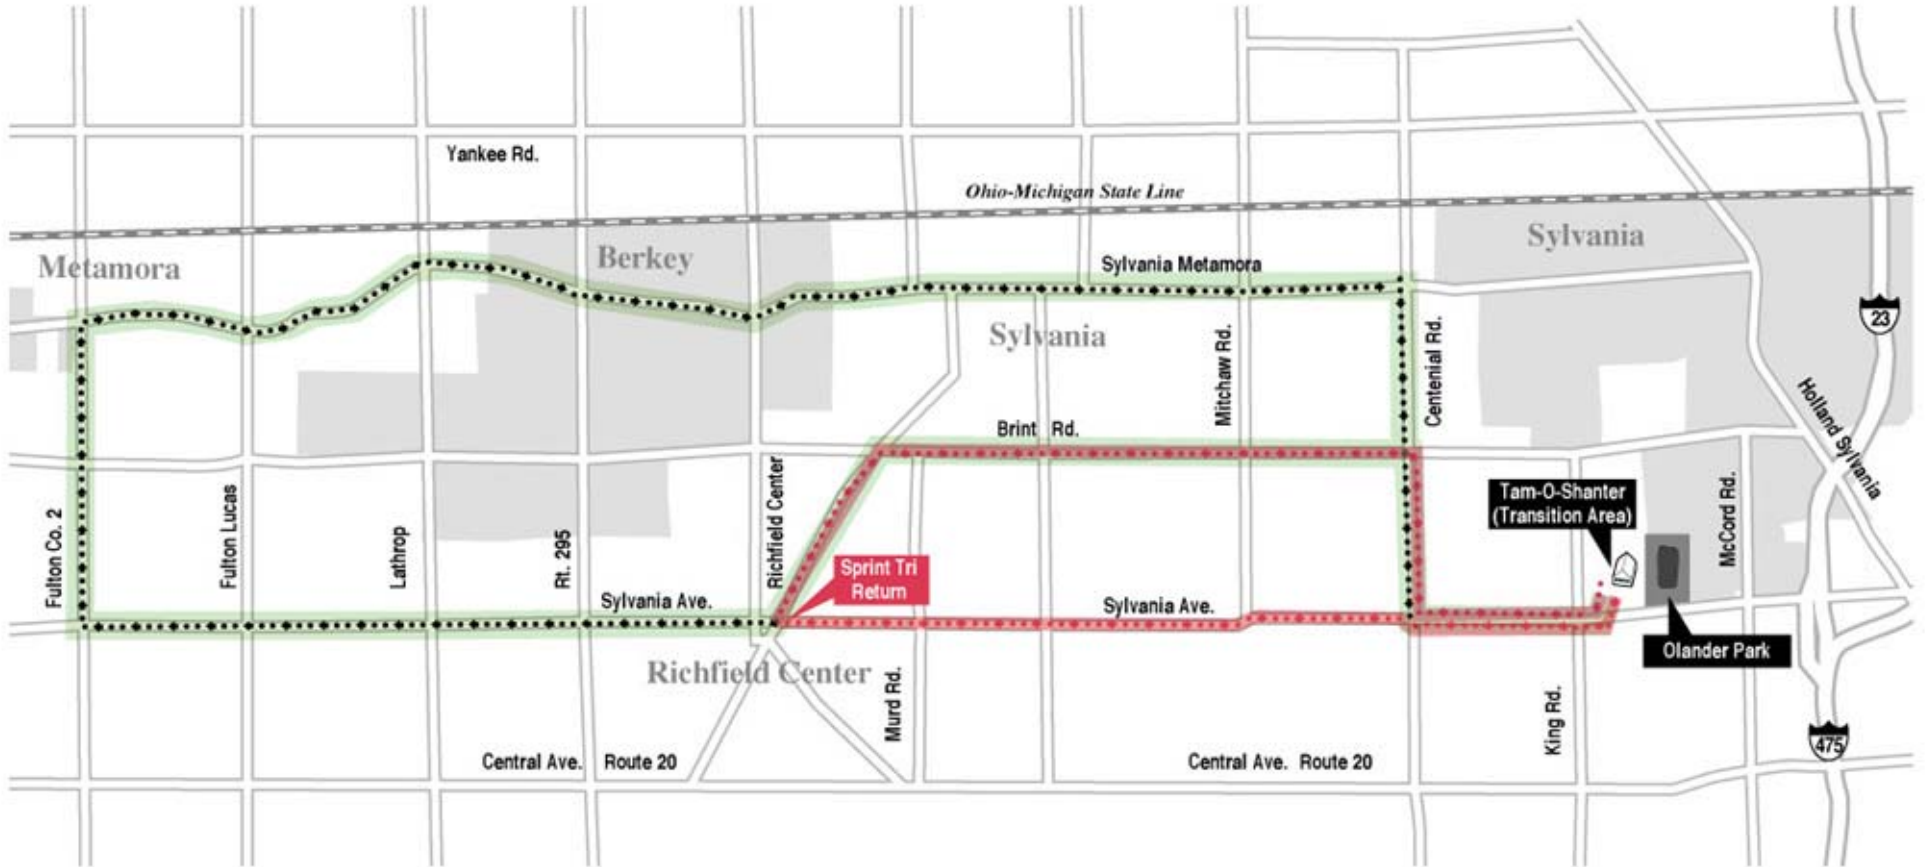 Yankee Rd.
Ohio-Michigan State Line
Metamora
Berkey
Sylvania
Sylvania Metamora
23
Sylvania
Mitchaw Rd.
Centenial Rd.
Holland Sylvania
Brint Rd.
Fulton Co. 2
Fulton Lucas
Lathrop
Rt. 295
Richfield Center
McCord Rd.
Tam-O-Shanter
(Transition Area)
Sprint Tri
Return
Sylvania Ave.
Sylvania Ave.
Olander Park
Richfield Center
Murd Rd.
King Rd.
475
Central Ave. Route 20
Central Ave. Route 20